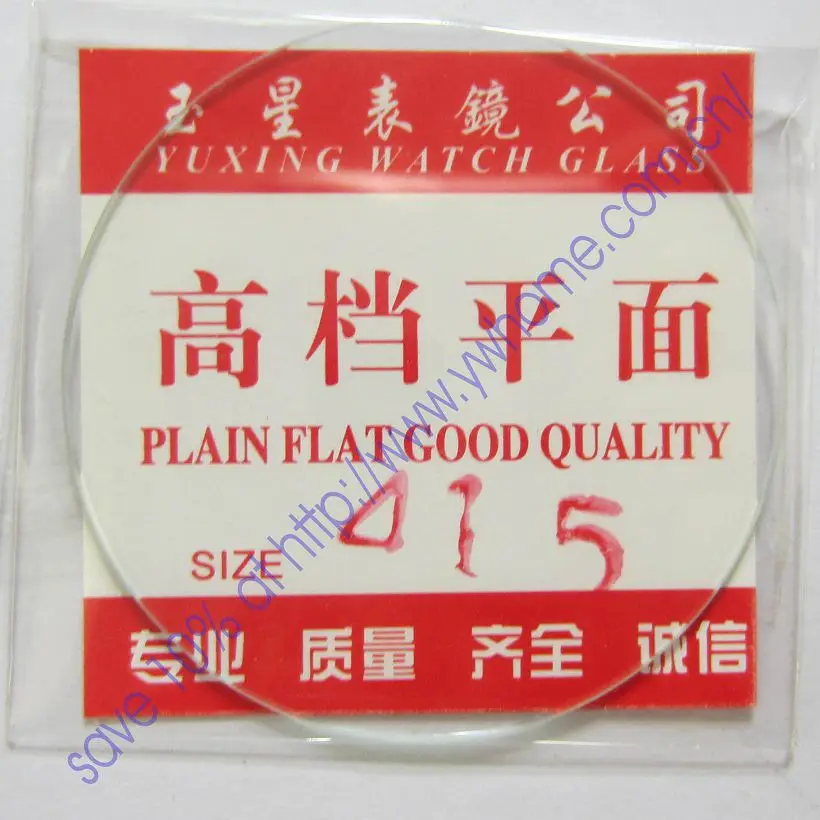 玉星表鏡公司
YUXING WATCH GLASS
高档平面
PLAIN FLAT GOOD QUALITY
SIZE 415
专业 质量 齐全 诚信
save 10% at http://www.ywhome.com.cn/